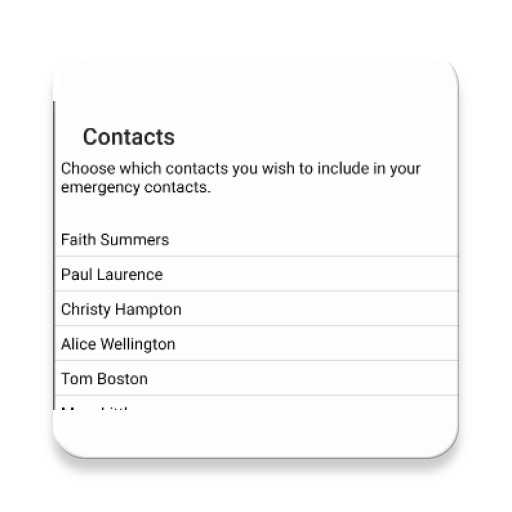 Contacts
Choose which contacts you wish to include in your
emergency contacts.
Faith Summers
Paul Laurence
Christy Hampton
Alice Wellington
Tom Boston